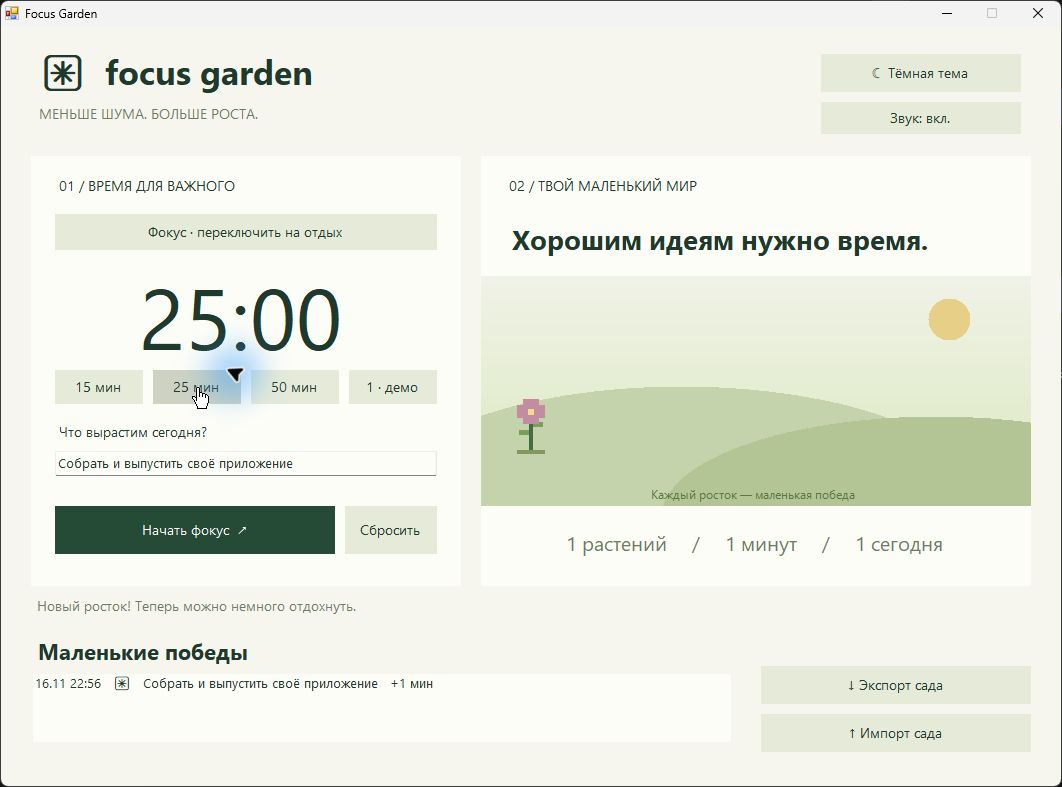 Focus Garden
focus garden
МЕНЬШЕ ШУМА. БОЛЬШЕ РОСТА.
☾ Тёмная тема
Звук: вкл.
01 / ВРЕМЯ ДЛЯ ВАЖНОГО
Фокус · переключить на отдых
25:00
15 мин
25 мин
50 мин
1 · демо
Что вырастим сегодня?
Собрать и выпустить своё приложение
Начать фокус ↗
Сбросить
02 / ТВОЙ МАЛЕНЬКИЙ МИР
Хорошим идеям нужно время.
Каждый росток — маленькая победа
1 растений / 1 минут / 1 сегодня
Новый росток! Теперь можно немного отдохнуть.
Маленькие победы
16.11 22:56 Собрать и выпустить своё приложение +1 мин
↓ Экспорт сада
↑ Импорт сада